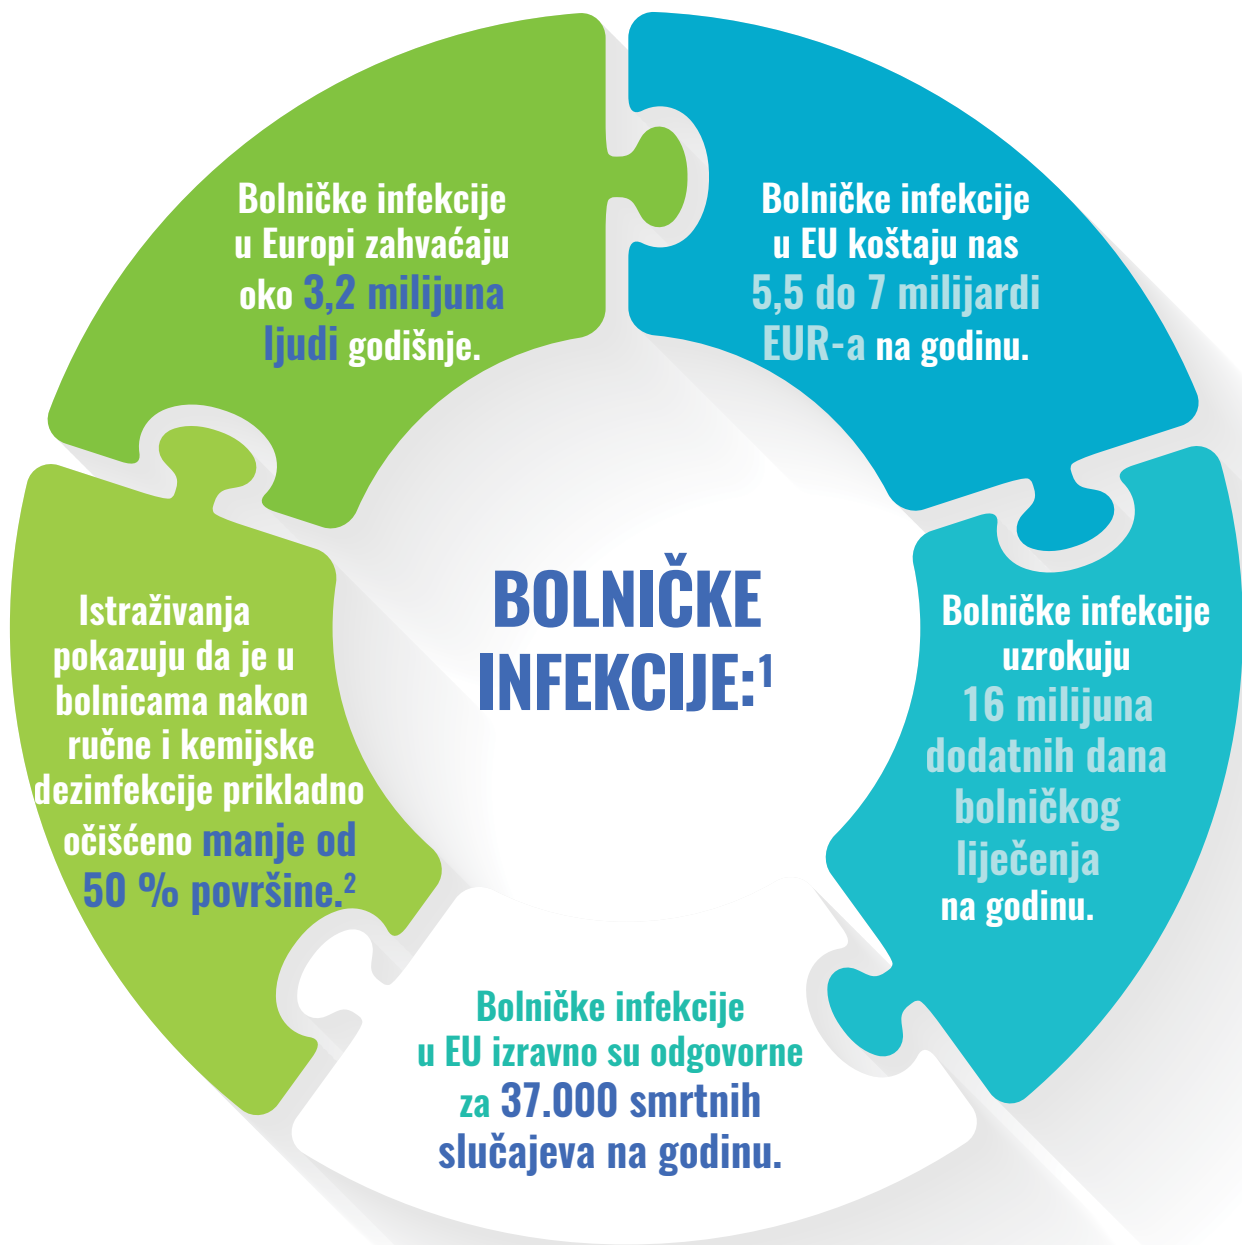 Bolničke infekcije
u Europi zahvaćaju
oko 3,2 milijuna
ljudi godišnje.
Bolničke infekcije
u EU koštaju nas
5,5 do 7 milijardi
EUR-a na godinu.
BOLNIČKE
INFEKCIJE:¹
Istraživanja
pokazuju da je u
bolnicama nakon
ručne i kemijske
dezinfekcije prikladno
očišćeno manje od
50 % površine.²
Bolničke infekcije
uzrokuju
16 milijuna
dodatnih dana
bolničkog
liječenja
na godinu.
Bolničke infekcije
u EU izravno su odgovorne
za 37.000 smrtnih
slučajeva na godinu.